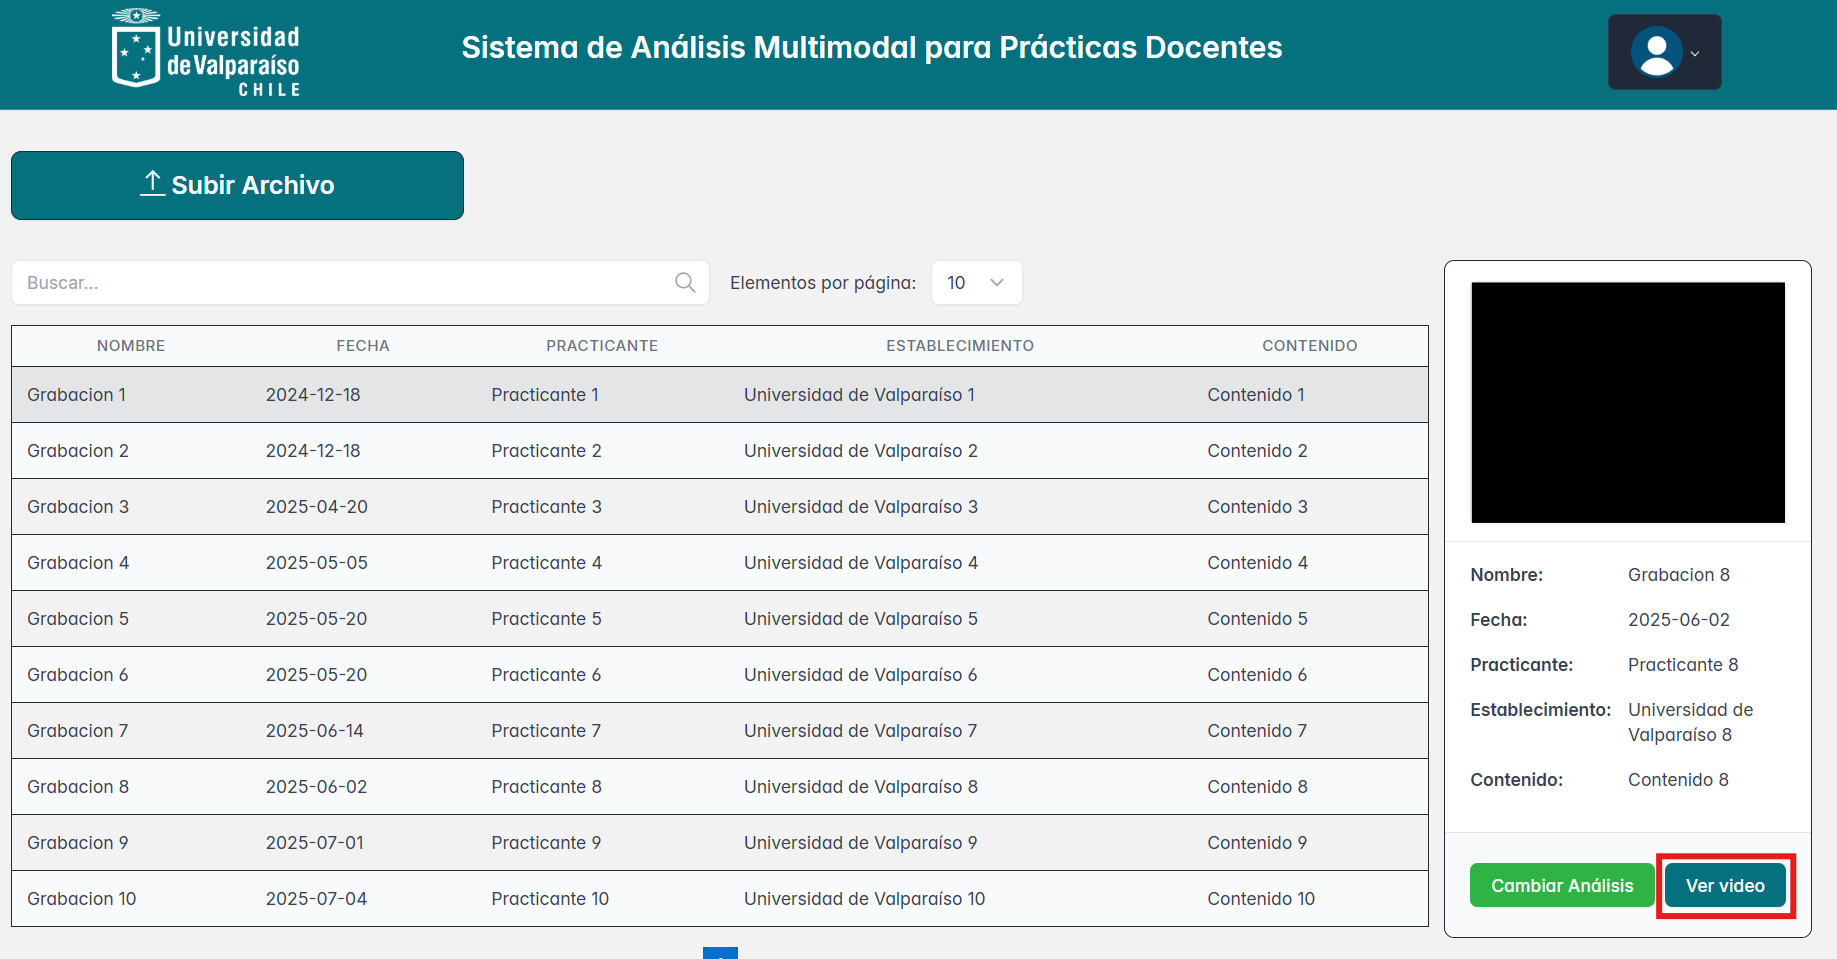 Universidad
de Valparaíso
CHILE
Sistema de Análisis Multimodal para Prácticas Docentes
Subir Archivo
Buscar...
Elementos por página: 10
NOMBRE FECHA PRACTICANTE ESTABLECIMIENTO CONTENIDO
Grabacion 1 2024-12-18 Practicante 1 Universidad de Valparaíso 1 Contenido 1
Grabacion 2 2024-12-18 Practicante 2 Universidad de Valparaíso 2 Contenido 2
Grabacion 3 2025-04-20 Practicante 3 Universidad de Valparaíso 3 Contenido 3
Grabacion 4 2025-05-05 Practicante 4 Universidad de Valparaíso 4 Contenido 4
Grabacion 5 2025-05-20 Practicante 5 Universidad de Valparaíso 5 Contenido 5
Grabacion 6 2025-05-20 Practicante 6 Universidad de Valparaíso 6 Contenido 6
Grabacion 7 2025-06-14 Practicante 7 Universidad de Valparaíso 7 Contenido 7
Grabacion 8 2025-06-02 Practicante 8 Universidad de Valparaíso 8 Contenido 8
Grabacion 9 2025-07-01 Practicante 9 Universidad de Valparaíso 9 Contenido 9
Grabacion 10 2025-07-04 Practicante 10 Universidad de Valparaíso 10 Contenido 10
Nombre: Grabacion 8
Fecha: 2025-06-02
Practicante: Practicante 8
Establecimiento: Universidad de
Valparaíso 8
Contenido: Contenido 8
Cambiar Análisis Ver video